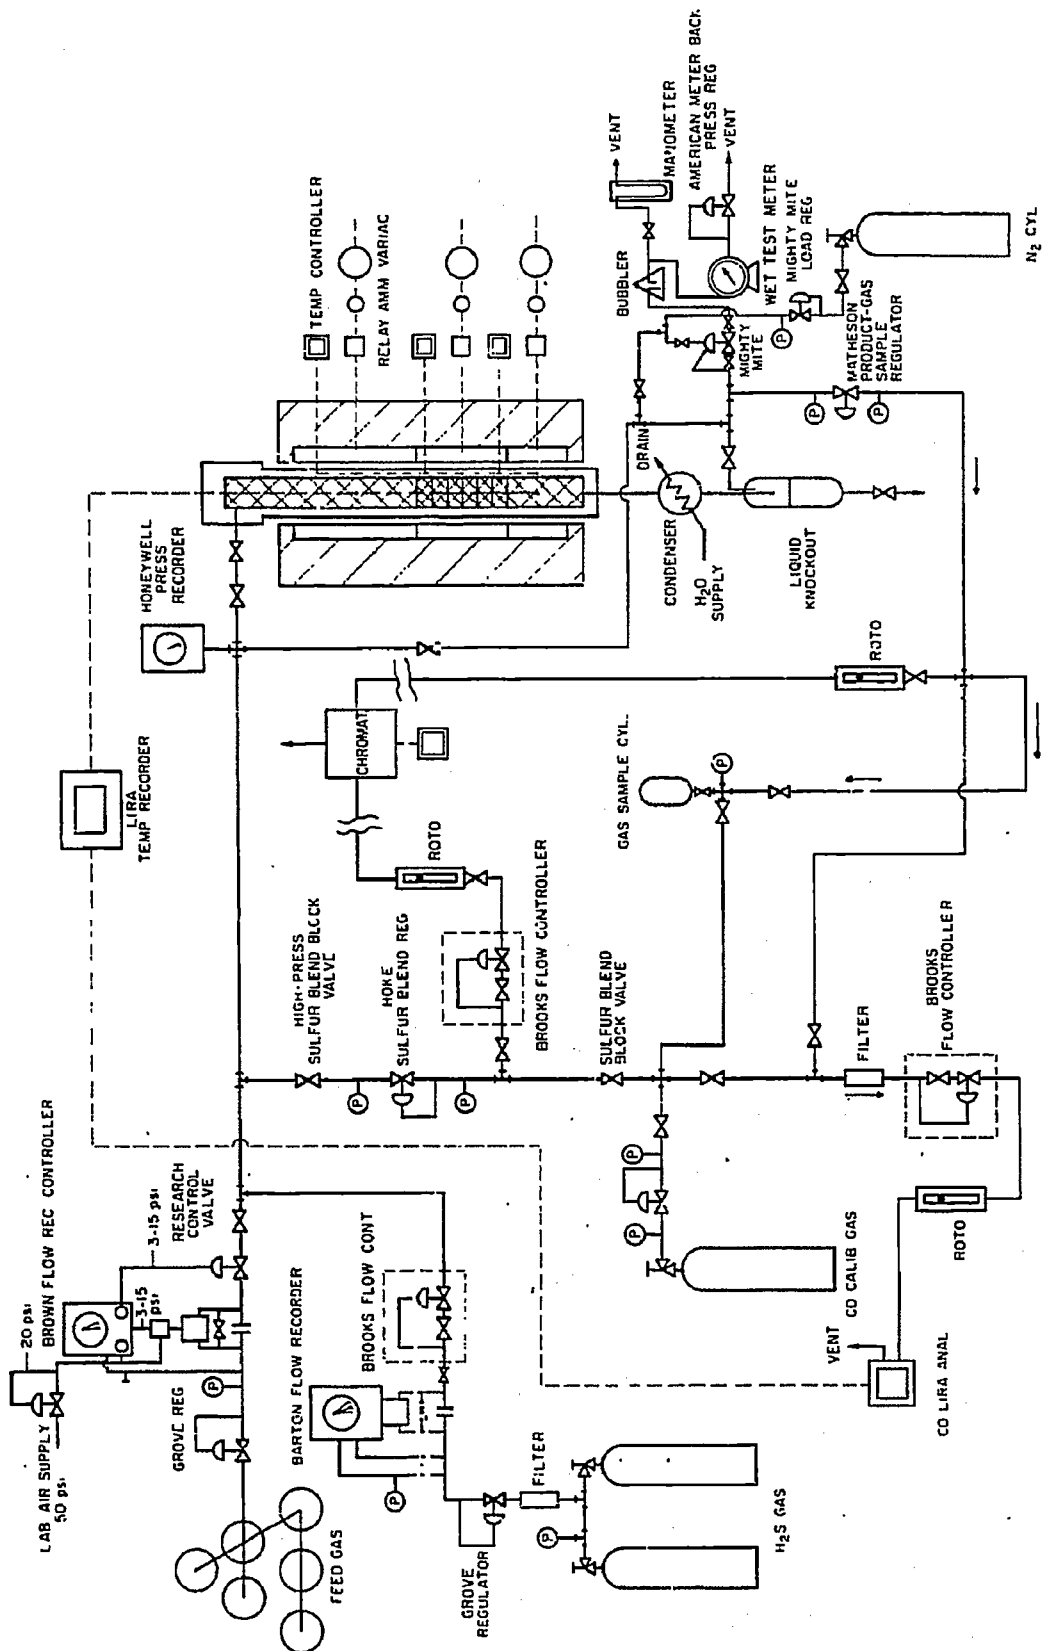 LAB AIR SUPPLY
50 psi
20 psi
BROWN FLOW REC CONTROLLER
3-15
psi
3-15 psi
RESEARCH
CONTROL
VALVE
GROVE REG
P
FEED GAS
BARTON FLOW RECORDER
P
BROOKS FLOW CONT
GROVE
REGULATOR
FILTER
P
H2S GAS
LIRA
TEMP RECORDER
HONEYWELL
PRESS
RECORDER
HIGH-PRESS
SULFUR BLEND BLOCK
VALVE
P
HOKE
SULFUR BLEND REG
P
BROOKS FLOW CONTROLLER
ROTO
CHROMAT
SULFUR BLEND
BLOCK VALVE
P
P
CO CALIB GAS
VENT
CO LIRA ANAL
ROTO
FILTER
BROOKS
FLOW CONTROLLER
GAS SAMPLE CYL.
P
ROTO
TEMP CONTROLLER
RELAY AMM VARIAC
CONDENSER
H2O
SUPPLY
DRAIN
LIQUID
KNOCKOUT
BUBBLER
VENT
MANOMETER
AMERICAN METER BACK
PRESS REG
VENT
WET TEST METER
MIGHTY MITE
LOAD REG
MIGHTY
MITE
P
P
P
MATHESON
PRODUCT-GAS
SAMPLE
REGULATOR
N2 CYL